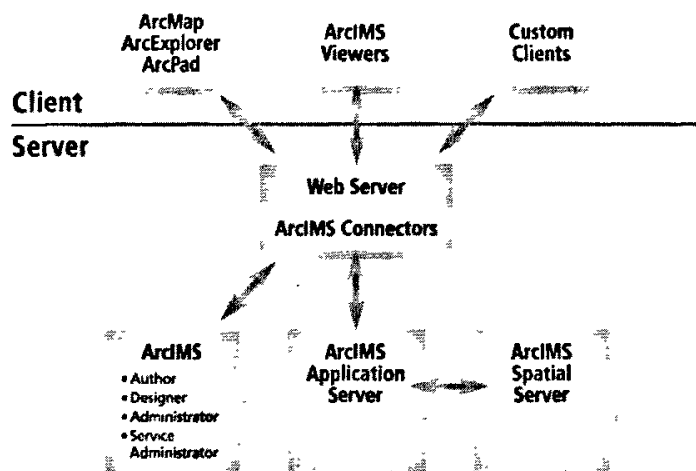 ArcMap
ArcExplorer
ArcPad
ArcIMS
Viewers
Custom
Clients
Client
Server
Web Server
ArcIMS Connectors
ArcIMS
• Author
• Designer
• Administrator
• Service
Administrator
ArcIMS
Application
Server
ArcIMS
Spatial
Server